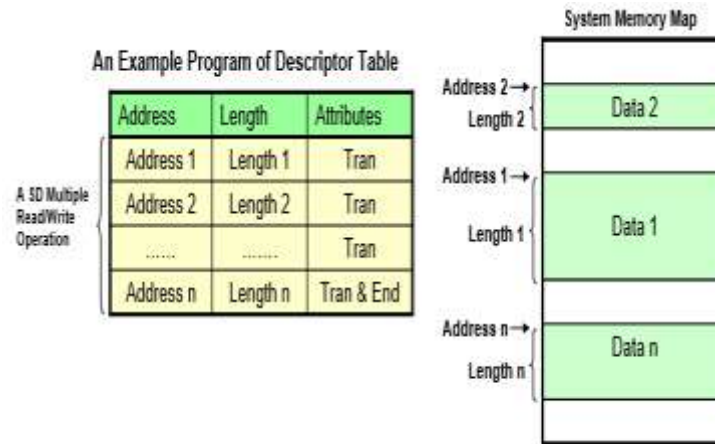 System Memory Map
An Example Program of Descriptor Table
Address Length Attributes
Address 1 Length 1 Tran
Address 2 Length 2 Tran
...... ....... Tran
Address n Length n Tran & End
A SD Multiple
Read/Write
Operation
Address 2→
Length 2
Data 2
Address 1→
Length 1
Data 1
Address n→
Length n
Data n